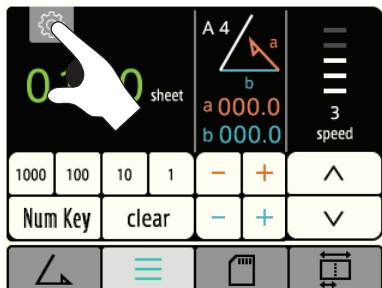 A 4
a
b
sheet
a 000.0
b 000.0
3
speed
1000 100 10 1 − +
Num Key clear − +